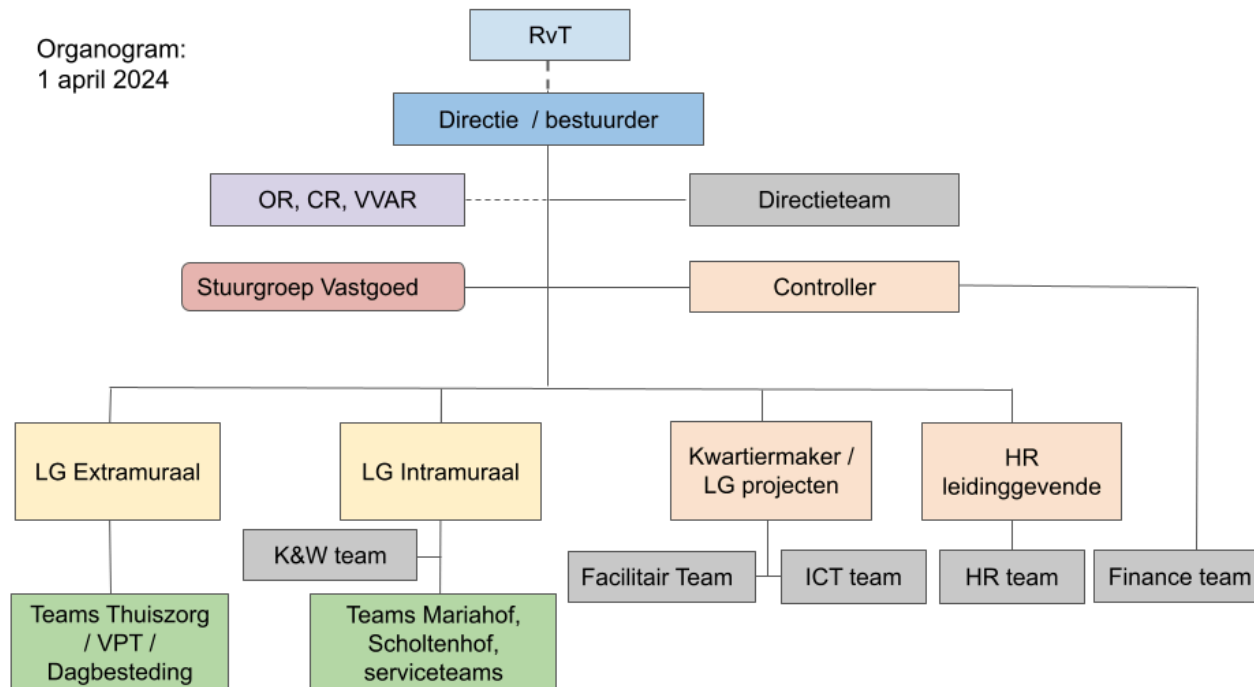 Organogram:
1 april 2024
RvT
Directie / bestuurder
OR, CR, VVAR
Directieteam
Stuurgroep Vastgoed
Controller
LG Extramuraal
LG Intramuraal
Kwartiermaker /
LG projecten
HR
leidinggevende
K&W team
Facilitair Team
ICT team
HR team
Finance team
Teams Thuiszorg
/ VPT /
Dagbesteding
Teams Mariahof,
Scholtenhof,
serviceteams